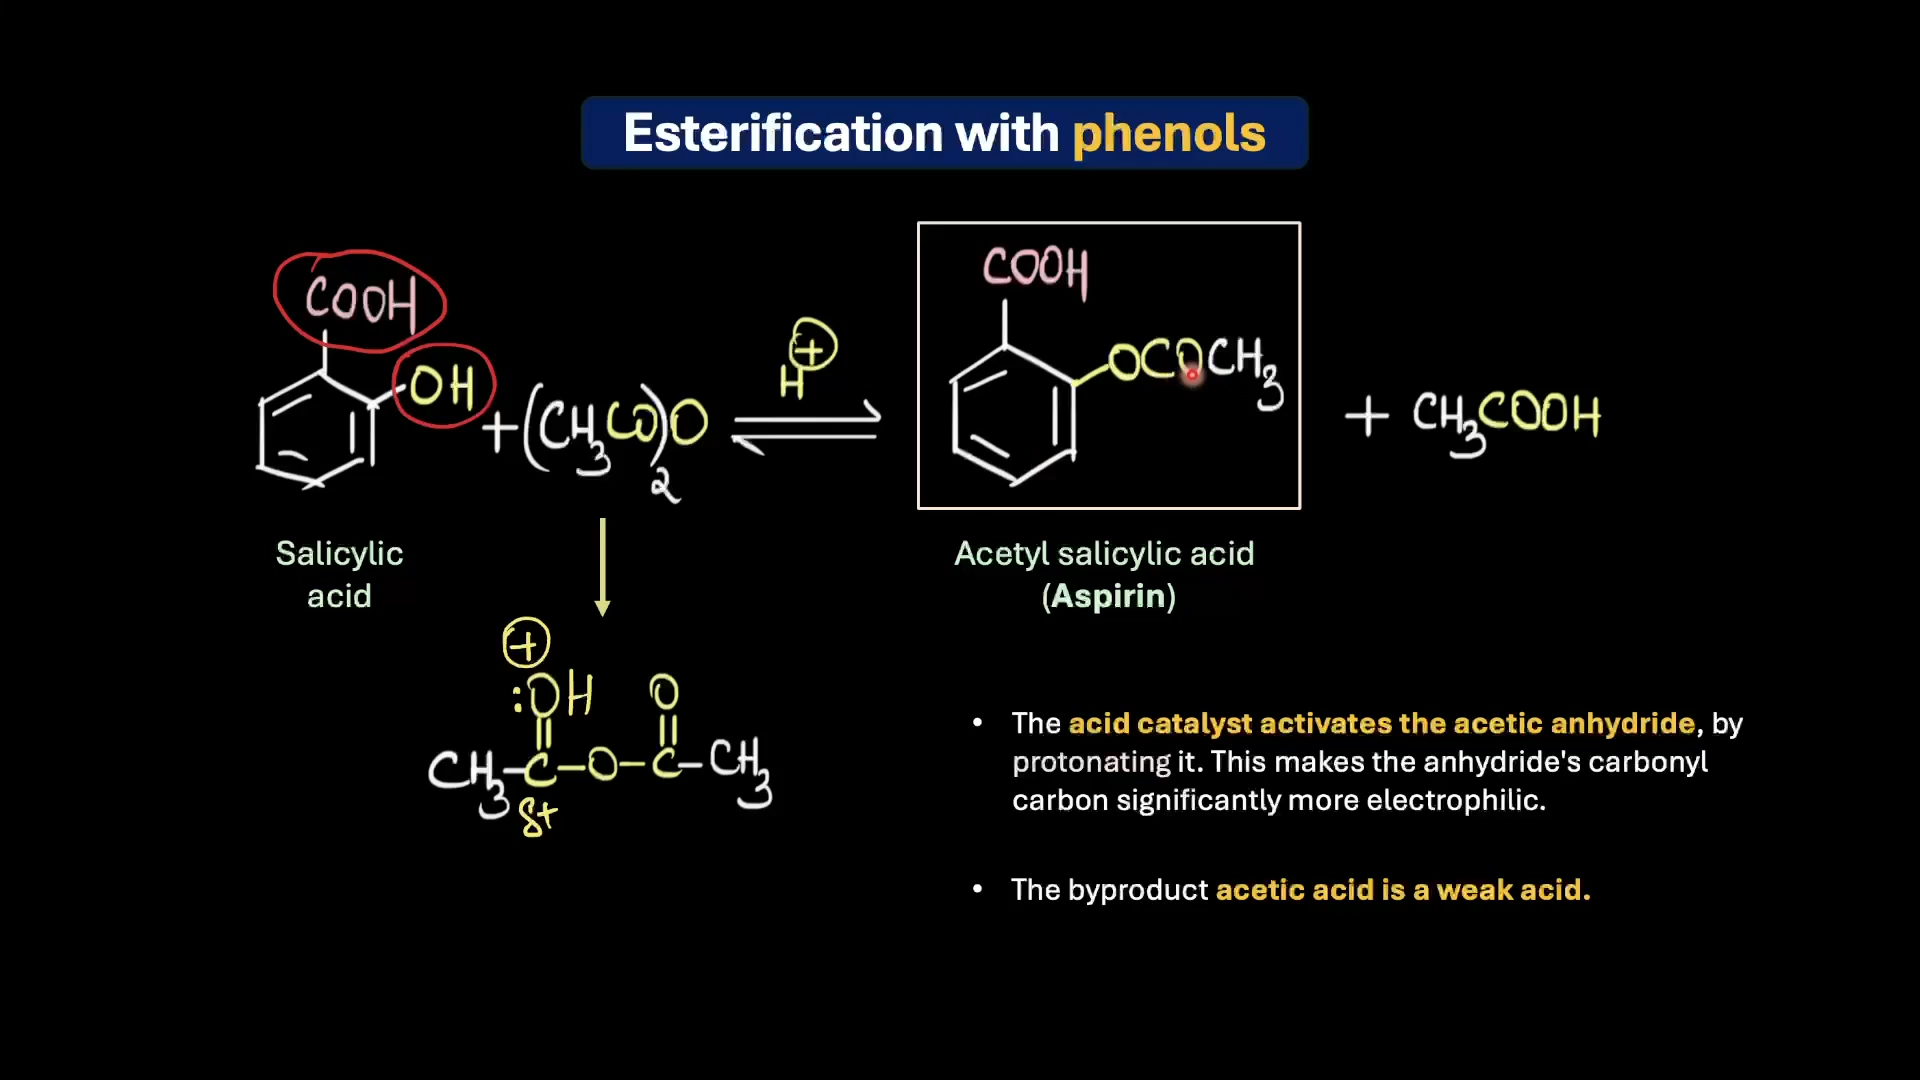 Esterification with phenols
COOH
OH
+ (CH3CO)2O
H+
COOH
OCOCH3
+ CH3COOH
Salicylic
acid
Acetyl salicylic acid
(Aspirin)
+
:OH O
CH3-C-O-C-CH3
δ+
• The acid catalyst activates the acetic anhydride, by
protonating it. This makes the anhydride's carbonyl
carbon significantly more electrophilic.
• The byproduct acetic acid is a weak acid.